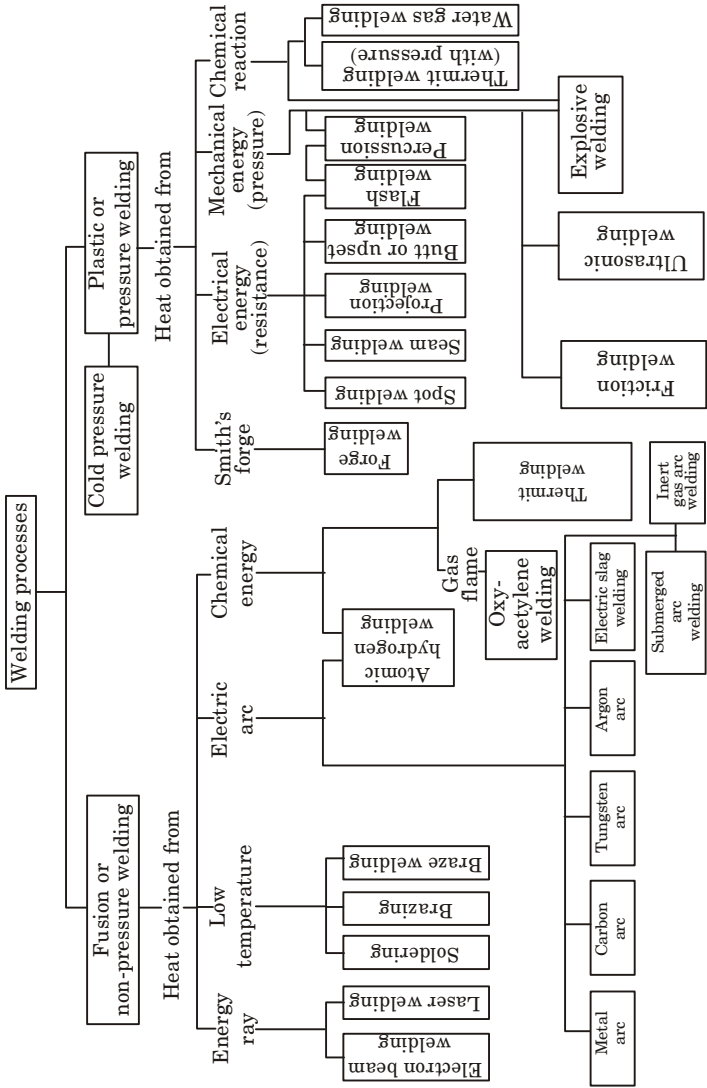 Welding processes
Fusion or
non-pressure welding
Cold pressure
welding
Plastic or
pressure welding
Heat obtained from
Heat obtained from
Energy
ray
Low
temperature
Electric
arc
Chemical
energy
Smith's
forge
Electrical
energy
(resistance)
Mechanical
energy
(pressure)
Chemical
reaction
Electron beam
welding
Laser welding
Soldering
Brazing
Braze welding
Atomic
hydrogen
welding
Gas
flame
Oxy-
acetylene
welding
Thermit
welding
Forge
welding
Spot welding
Seam welding
Projection
welding
Butt or upset
welding
Flash
welding
Percussion
welding
Thermit welding
(with pressure)
Water gas welding
Metal
arc
Carbon
arc
Tungsten
arc
Argon
arc
Electric slag
welding
Submerged
arc
welding
Inert
gas arc
welding
Friction
welding
Ultrasonic
welding
Explosive
welding